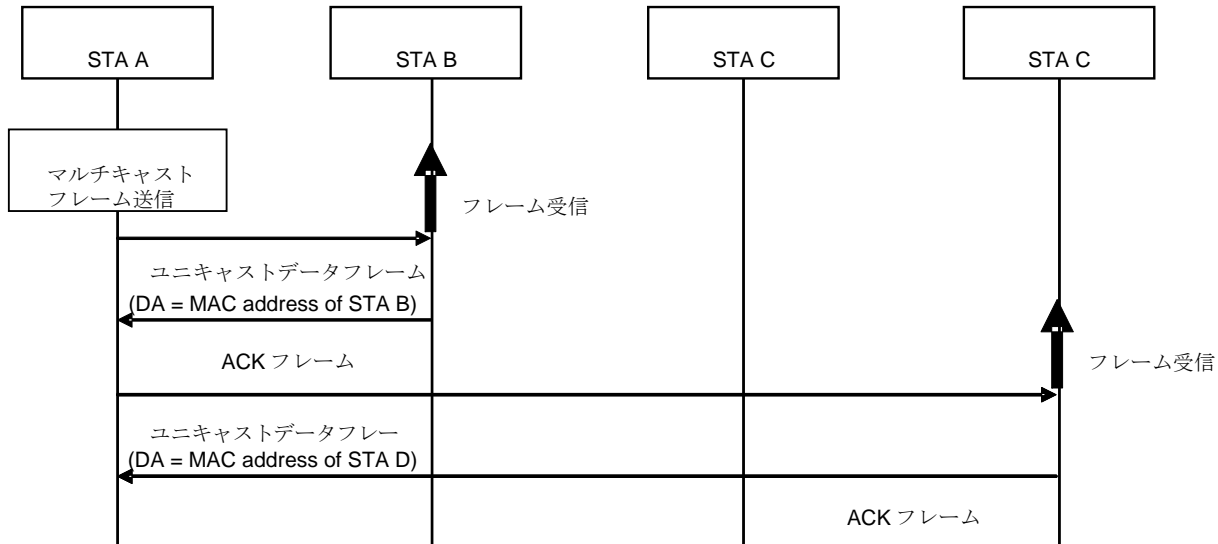 STA A
STA B
STA C
STA C
マルチキャスト
フレーム送信
フレーム受信
ユニキャストデータフレーム
(DA = MAC address of STA B)
ACK フレーム
フレーム受信
ユニキャストデータフレー
(DA = MAC address of STA D)
ACK フレーム